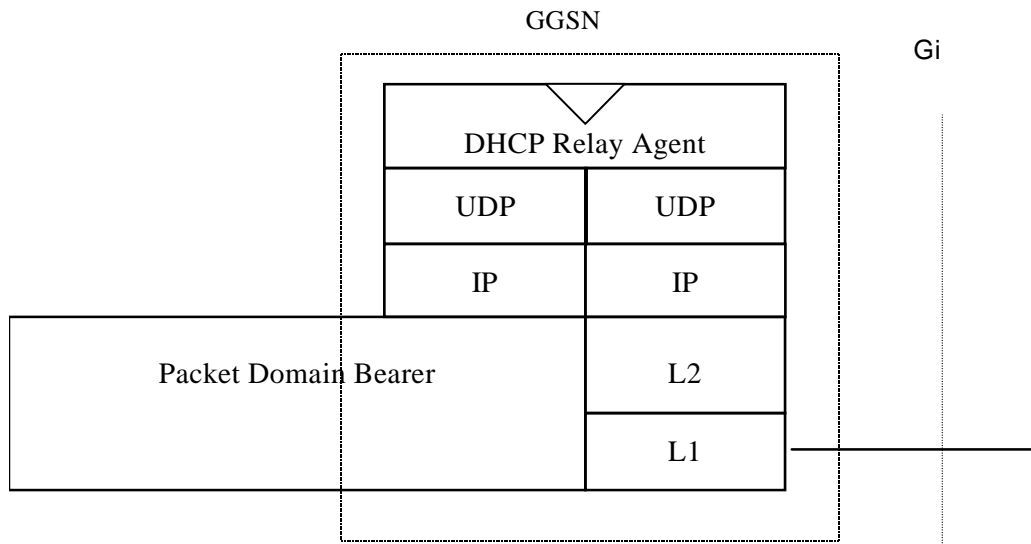 GGSN
Gi
DHCP Relay Agent
UDP UDP
IP IP
Packet Domain Bearer L2
L1